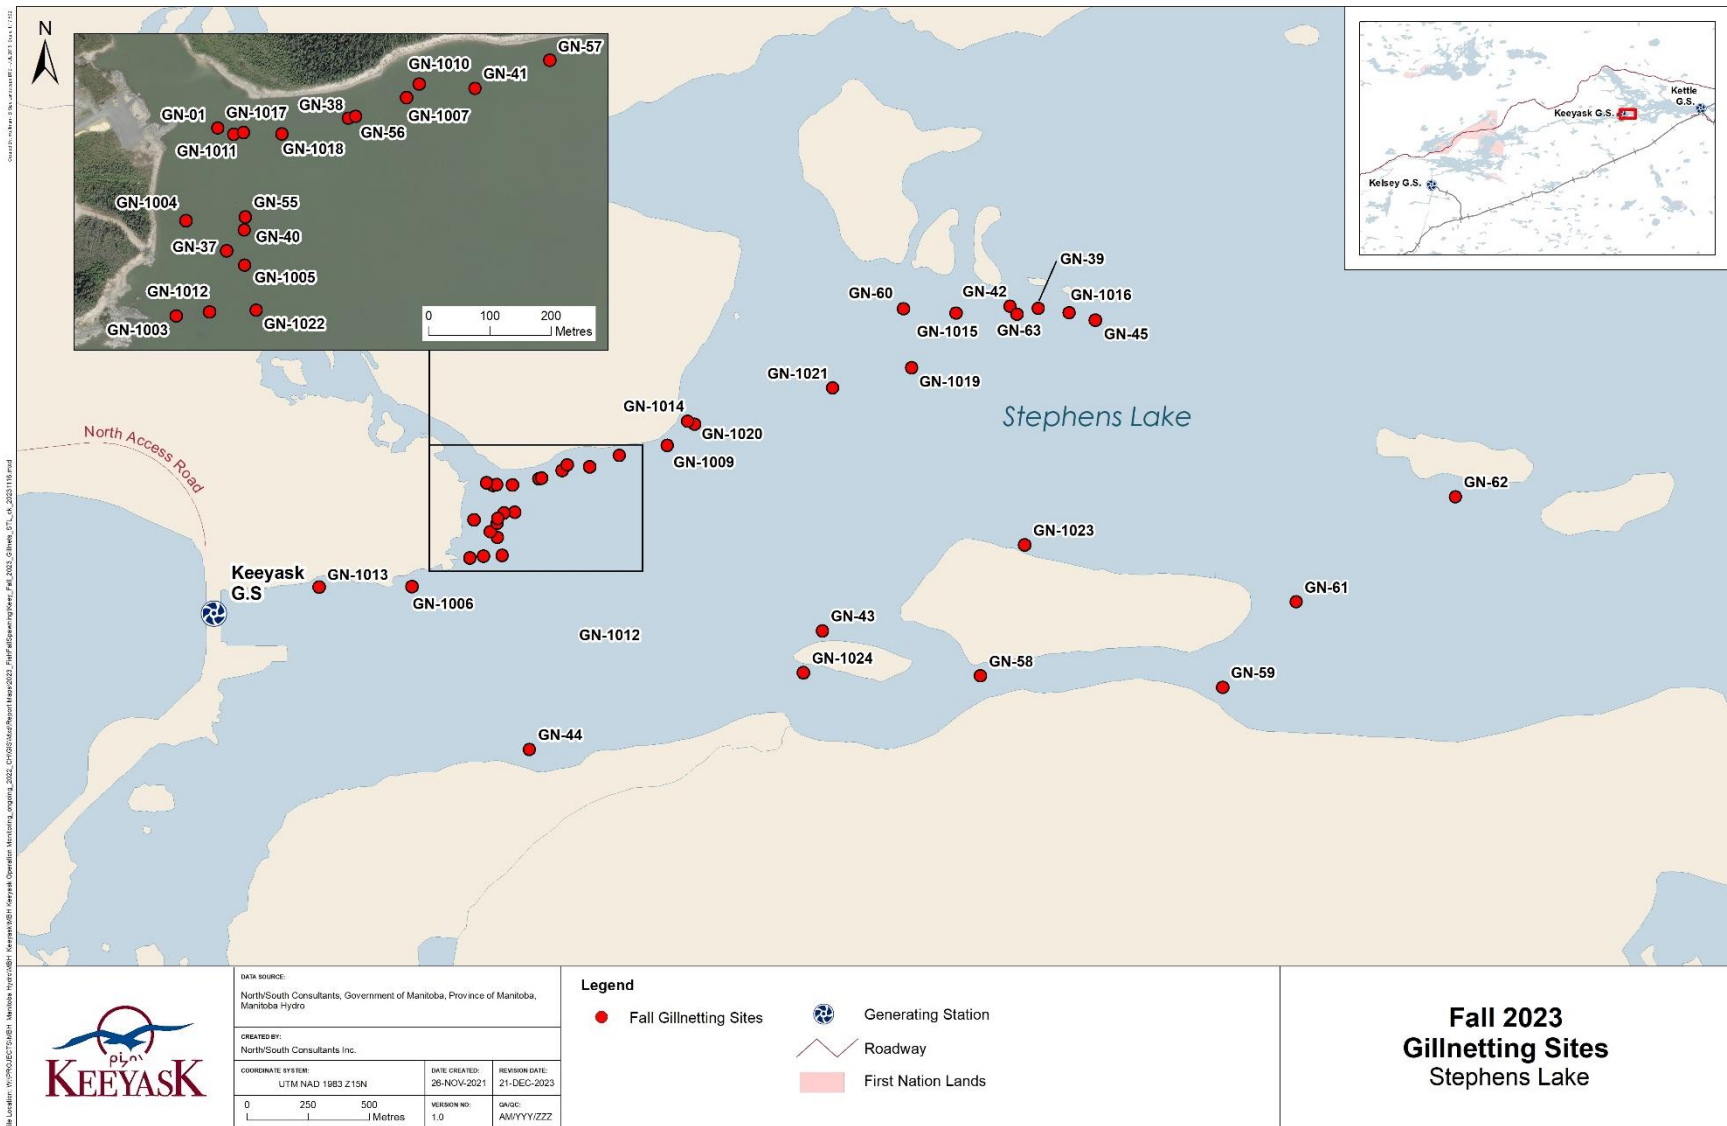 N
GN-57
GN-1010
GN-41
GN-01
GN-1017
GN-38
GN-1007
GN-56
GN-1011
GN-1018
GN-1004
GN-55
GN-40
GN-37
GN-1005
GN-1012
GN-1003
GN-1022
0 100 200
Metres
Kettle
G.S.
Keeyask G.S.
Kelsey G.S.
GN-39
GN-60
GN-42
GN-1016
GN-1015
GN-63
GN-45
GN-1021
GN-1019
GN-1014
GN-1020
GN-1009
Stephens Lake
North Access Road
GN-62
GN-1023
Keeyask
G.S
GN-1013
GN-1006
GN-61
GN-43
GN-1012
GN-1024
GN-58
GN-59
GN-44
KEEYASK
DATA SOURCE:
North/South Consultants, Government of Manitoba, Province of Manitoba,
Manitoba Hydro
CREATED BY:
North/South Consultants Inc.
COORDINATE SYSTEM:
UTM NAD 1983 Z15N
DATE CREATED:
26-NOV-2021
REVISION DATE:
21-DEC-2023
0 250 500
Metres
VERSION NO:
1.0
QA/QC:
AM/YYY/ZZZ
Legend
Fall Gillnetting Sites
Generating Station
Roadway
First Nation Lands
Fall 2023
Gillnetting Sites
Stephens Lake